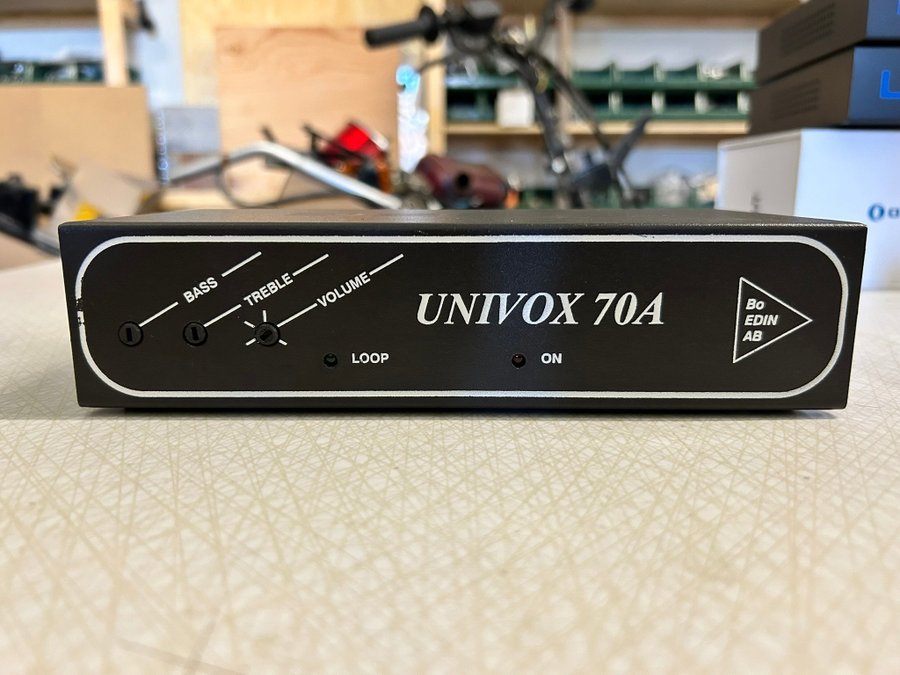 BASS
TREBLE
VOLUME
UNIVOX 70A
LOOP
ON
Bo
EDIN
AB